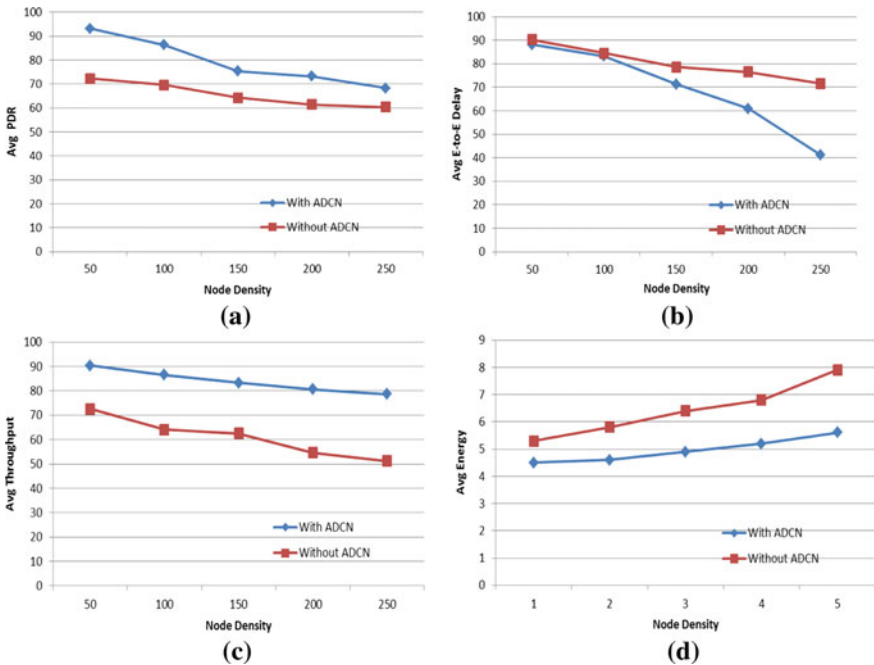 100
90
80
70
60
50
40
30
20
10
0
Avg PDR
With ADCN
Without ADCN
50 100 150 200 250
Node Density
(a)
100
90
80
70
60
50
40
30
20
10
0
Avg E-to-E Delay
With ADCN
Without ADCN
50 100 150 200 250
Node Density
(b)
100
90
80
70
60
50
40
30
20
10
0
Avg Throughput
With ADCN
Without ADCN
50 100 150 200 250
Node Density
(c)
9
8
7
6
5
4
3
2
1
0
Avg Energy
With ADCN
Without ADCN
1 2 3 4 5
Node Density
(d)